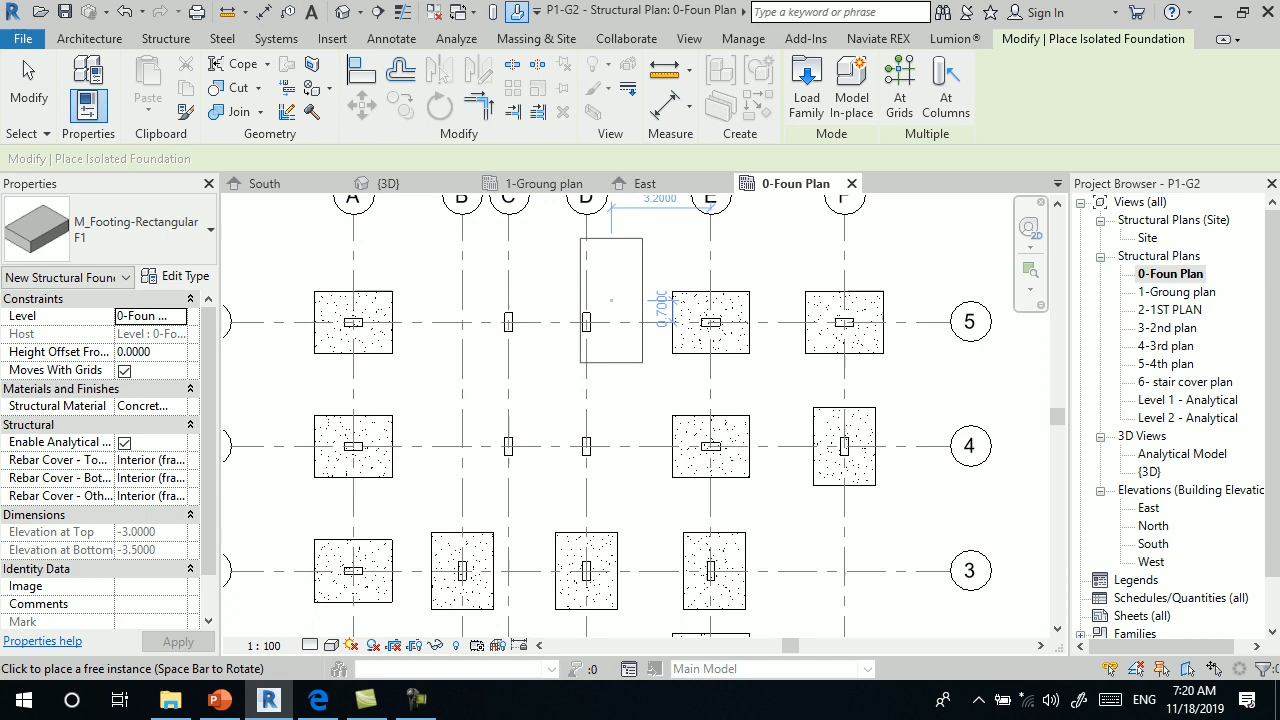 P1-G2 - Structural Plan: 0-Foun Plan
Type a keyword or phrase
Sign In
File Architecture Structure Steel Systems Insert Annotate Analyze Massing & Site Collaborate View Manage Add-Ins Naviate REX Lumion® Modify | Place Isolated Foundation
Modify
Paste
Cope
Cut
Join
Load Family
Model In-place
At Grids
At Columns
Select Properties Clipboard Geometry Modify View Measure Create Mode Multiple
Modify | Place Isolated Foundation
Properties
South {3D} 1-Groung plan East 0-Foun Plan
Project Browser - P1-G2
M_Footing-Rectangular
F1
New Structural Foun
Edit Type
Constraints
Level 0-Foun ...
Host Level : 0-Fo...
Height Offset Fro... 0.0000
Moves With Grids
Materials and Finishes
Structural Material Concret...
Structural
Enable Analytical ...
Rebar Cover - To... Interior (fra...
Rebar Cover - Bot... Interior (fra...
Rebar Cover - Oth... Interior (fra...
Dimensions
Elevation at Top -3.0000
Elevation at Bottom -3.5000
Identity Data
Image
Comments
Mark
Properties help
Apply
A B C D E F
3.2000
0.7000
5
4
3
2D
1 : 100
Views (all)
Structural Plans (Site)
Site
Structural Plans
0-Foun Plan
1-Groung plan
2-1ST PLAN
3-2nd plan
4-3rd plan
5-4th plan
6- stair cover plan
Level 1 - Analytical
Level 2 - Analytical
3D Views
Analytical Model
{3D}
Elevations (Building Elevatic
East
North
South
West
Legends
Schedules/Quantities (all)
Sheets (all)
Families
Click to place a free instance (Space Bar to Rotate)
:0
Main Model
:0
ENG
7:20 AM
11/18/2019